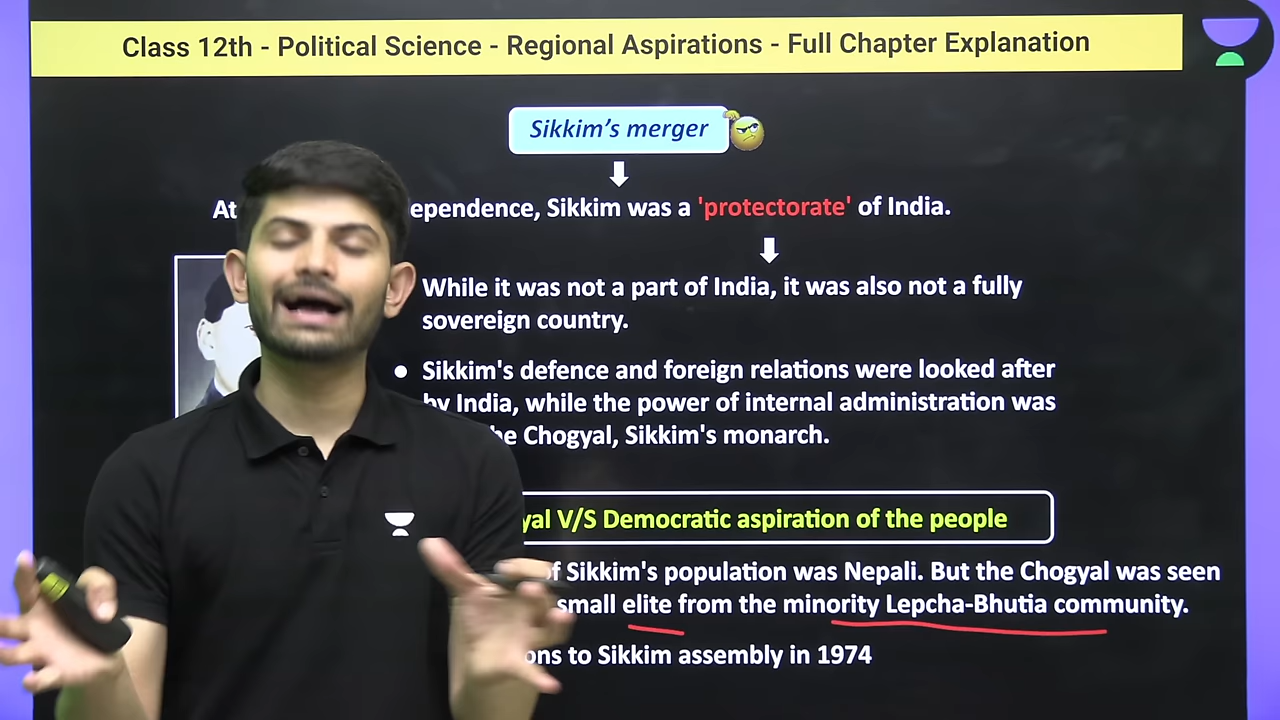 Class 12th - Political Science - Regional Aspirations - Full Chapter Explanation
Sikkim's merger
At ependence, Sikkim was a 'protectorate' of India.
While it was not a part of India, it was also not a fully
sovereign country.
● Sikkim's defence and foreign relations were looked after
by India, while the power of internal administration was
he Chogyal, Sikkim's monarch.
yal V/S Democratic aspiration of the people
of Sikkim's population was Nepali. But the Chogyal was seen
small elite from the minority Lepcha-Bhutia community.
ons to Sikkim assembly in 1974